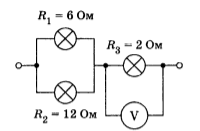 R₁ = 6 Ом
R₃ = 2 Ом
R₂ = 12 Ом
V